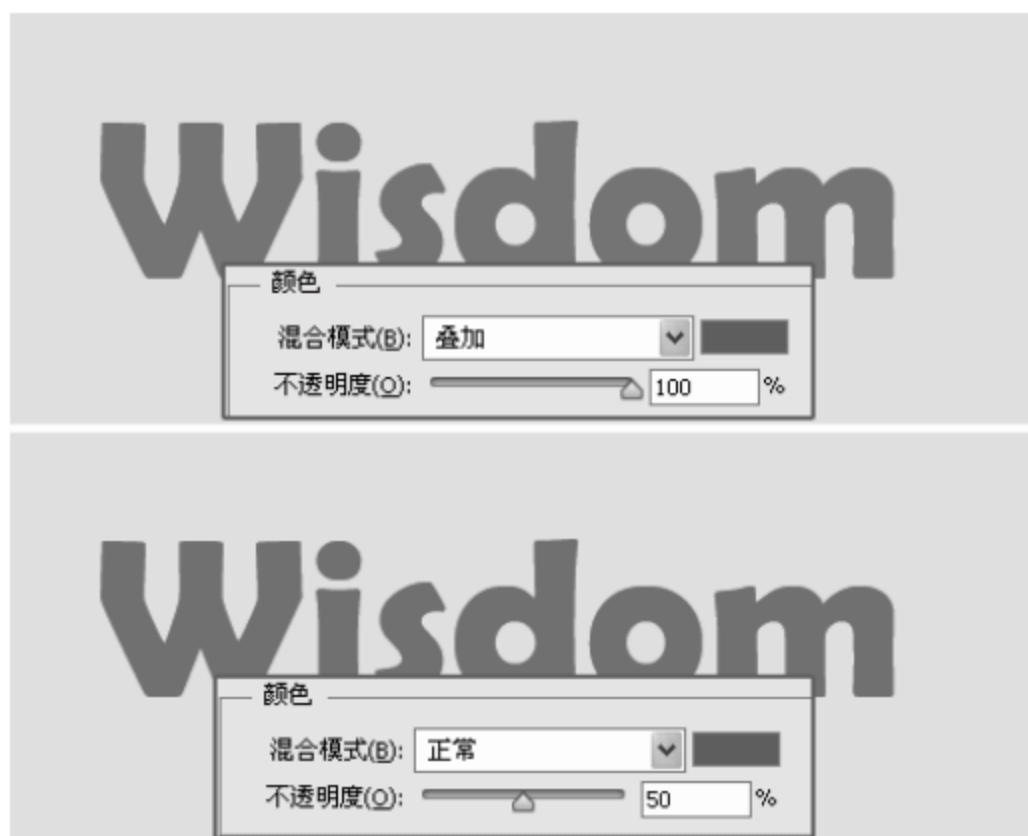 Wisdom
颜色
混合模式(B): 叠加
不透明度(O): 100 %
Wisdom
颜色
混合模式(B): 正常
不透明度(O): 50 %